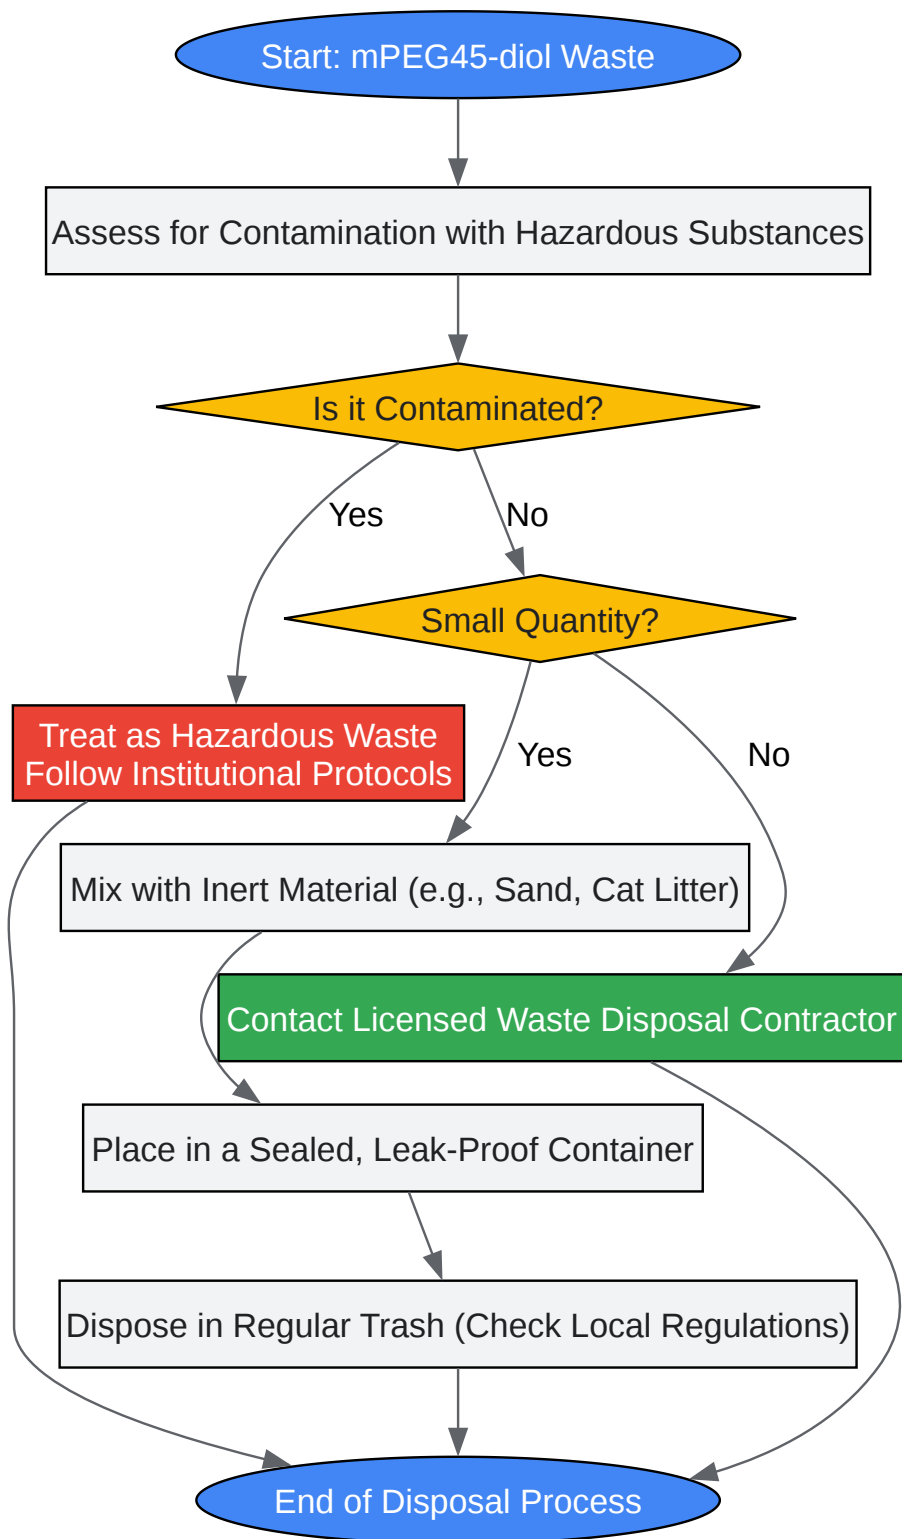 Start: mPEG45-diol Waste
Assess for Contamination with Hazardous Substances
Is it Contaminated?
Yes
No
Small Quantity?
Treat as Hazardous Waste
Follow Institutional Protocols
Yes
No
Mix with Inert Material (e.g., Sand, Cat Litter)
Contact Licensed Waste Disposal Contractor
Place in a Sealed, Leak-Proof Container
Dispose in Regular Trash (Check Local Regulations)
End of Disposal Process